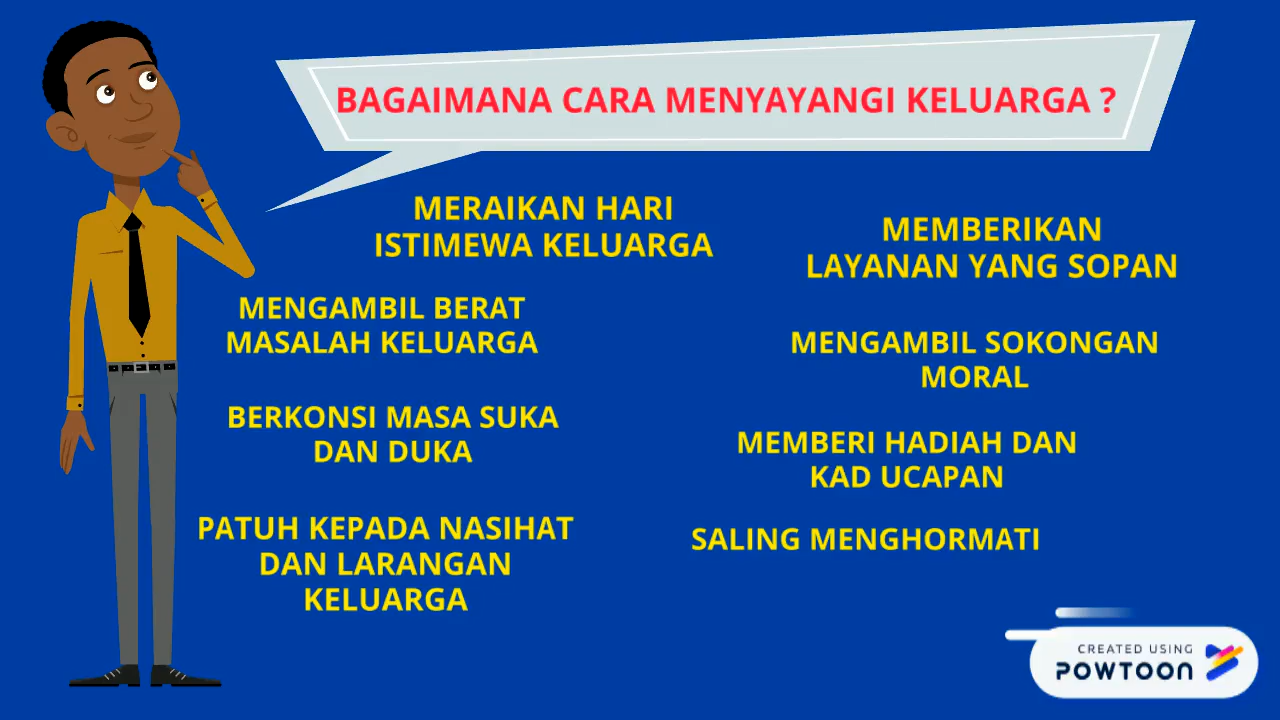 BAGAIMANA CARA MENYAYANGI KELUARGA ?
MERAIKAN HARI
ISTIMEWA KELUARGA
MENGAMBIL BERAT
MASALAH KELUARGA
BERKONSI MASA SUKA
DAN DUKA
PATUH KEPADA NASIHAT
DAN LARANGAN
KELUARGA
MEMBERIKAN
LAYANAN YANG SOPAN
MENGAMBIL SOKONGAN
MORAL
MEMBERI HADIAH DAN
KAD UCAPAN
SALING MENGHORMATI
CREATED USING
POWTOON